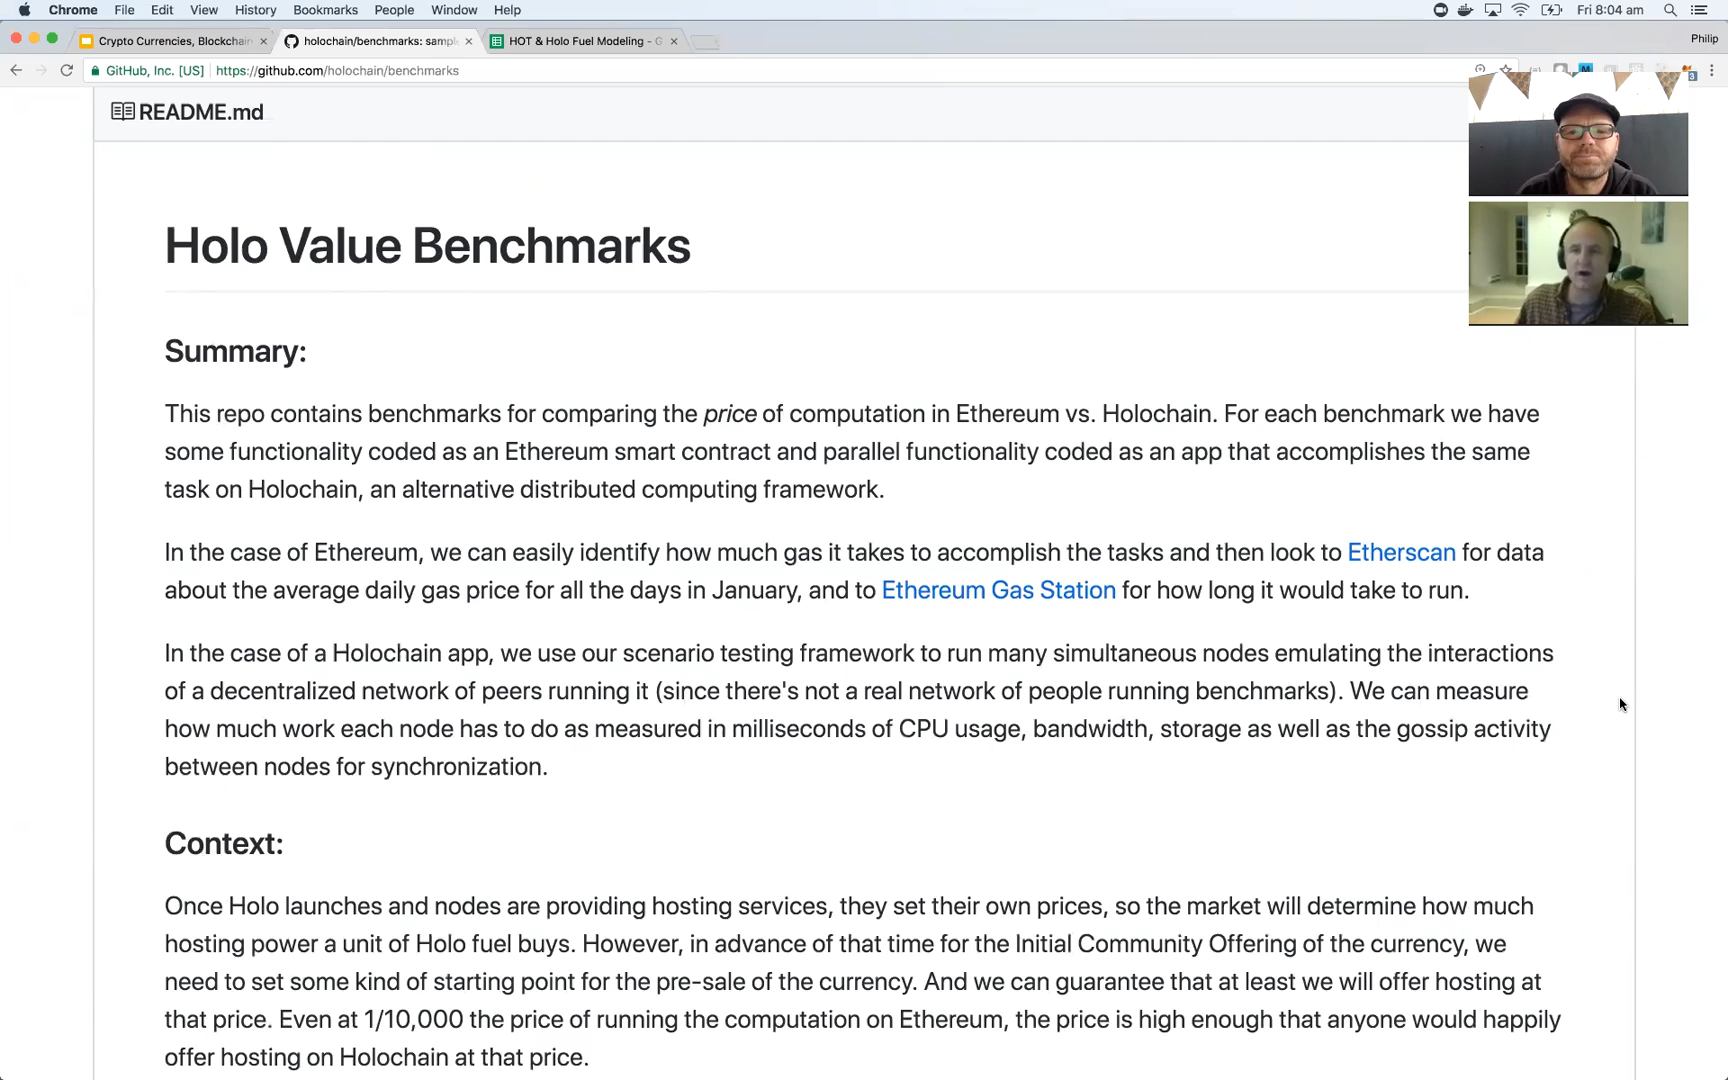 Chrome File Edit View History Bookmarks People Window Help Fri 8:04 am
Crypto Currencies, Blockchain holochain/benchmarks: sampl HOT & Holo Fuel Modeling - G Philip
GitHub, Inc. [US] https://github.com/holochain/benchmarks
README.md
Holo Value Benchmarks
Summary:
This repo contains benchmarks for comparing the price of computation in Ethereum vs. Holochain. For each benchmark we have
some functionality coded as an Ethereum smart contract and parallel functionality coded as an app that accomplishes the same
task on Holochain, an alternative distributed computing framework.
In the case of Ethereum, we can easily identify how much gas it takes to accomplish the tasks and then look to Etherscan for data
about the average daily gas price for all the days in January, and to Ethereum Gas Station for how long it would take to run.
In the case of a Holochain app, we use our scenario testing framework to run many simultaneous nodes emulating the interactions
of a decentralized network of peers running it (since there's not a real network of people running benchmarks). We can measure
how much work each node has to do as measured in milliseconds of CPU usage, bandwidth, storage as well as the gossip activity
between nodes for synchronization.
Context:
Once Holo launches and nodes are providing hosting services, they set their own prices, so the market will determine how much
hosting power a unit of Holo fuel buys. However, in advance of that time for the Initial Community Offering of the currency, we
need to set some kind of starting point for the pre-sale of the currency. And we can guarantee that at least we will offer hosting at
that price. Even at 1/10,000 the price of running the computation on Ethereum, the price is high enough that anyone would happily
offer hosting on Holochain at that price.